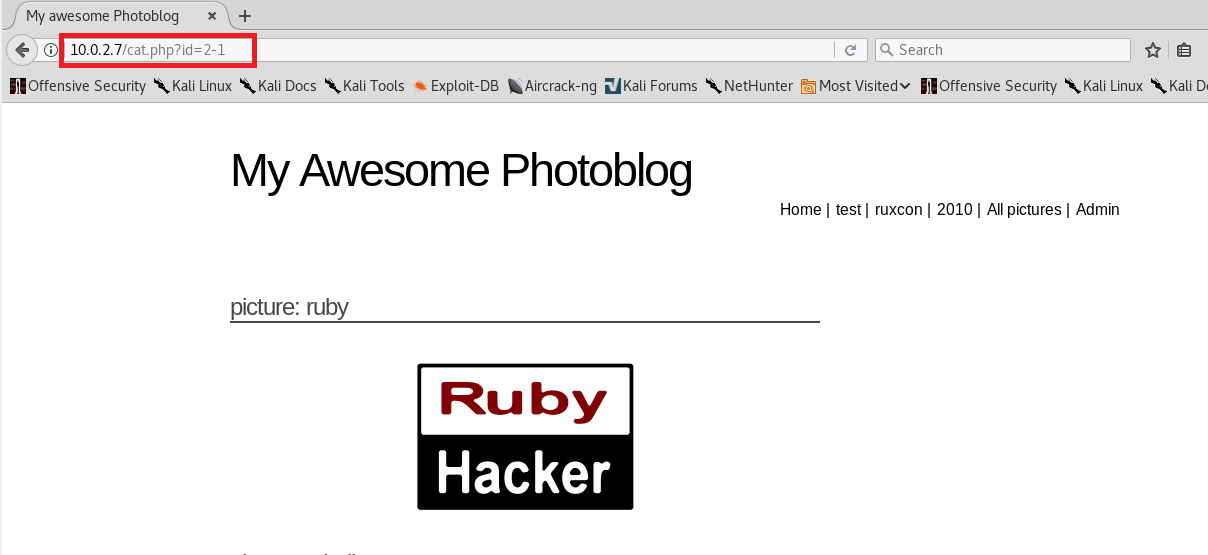 My awesome Photoblog
10.0.2.7/cat.php?id=2-1
Search
Offensive Security Kali Linux Kali Docs Kali Tools Exploit-DB Aircrack-ng Kali Forums NetHunter Most Visited Offensive Security Kali Linux Kali Do
My Awesome Photoblog
Home | test | ruxcon | 2010 | All pictures | Admin
picture: ruby
Ruby
Hacker